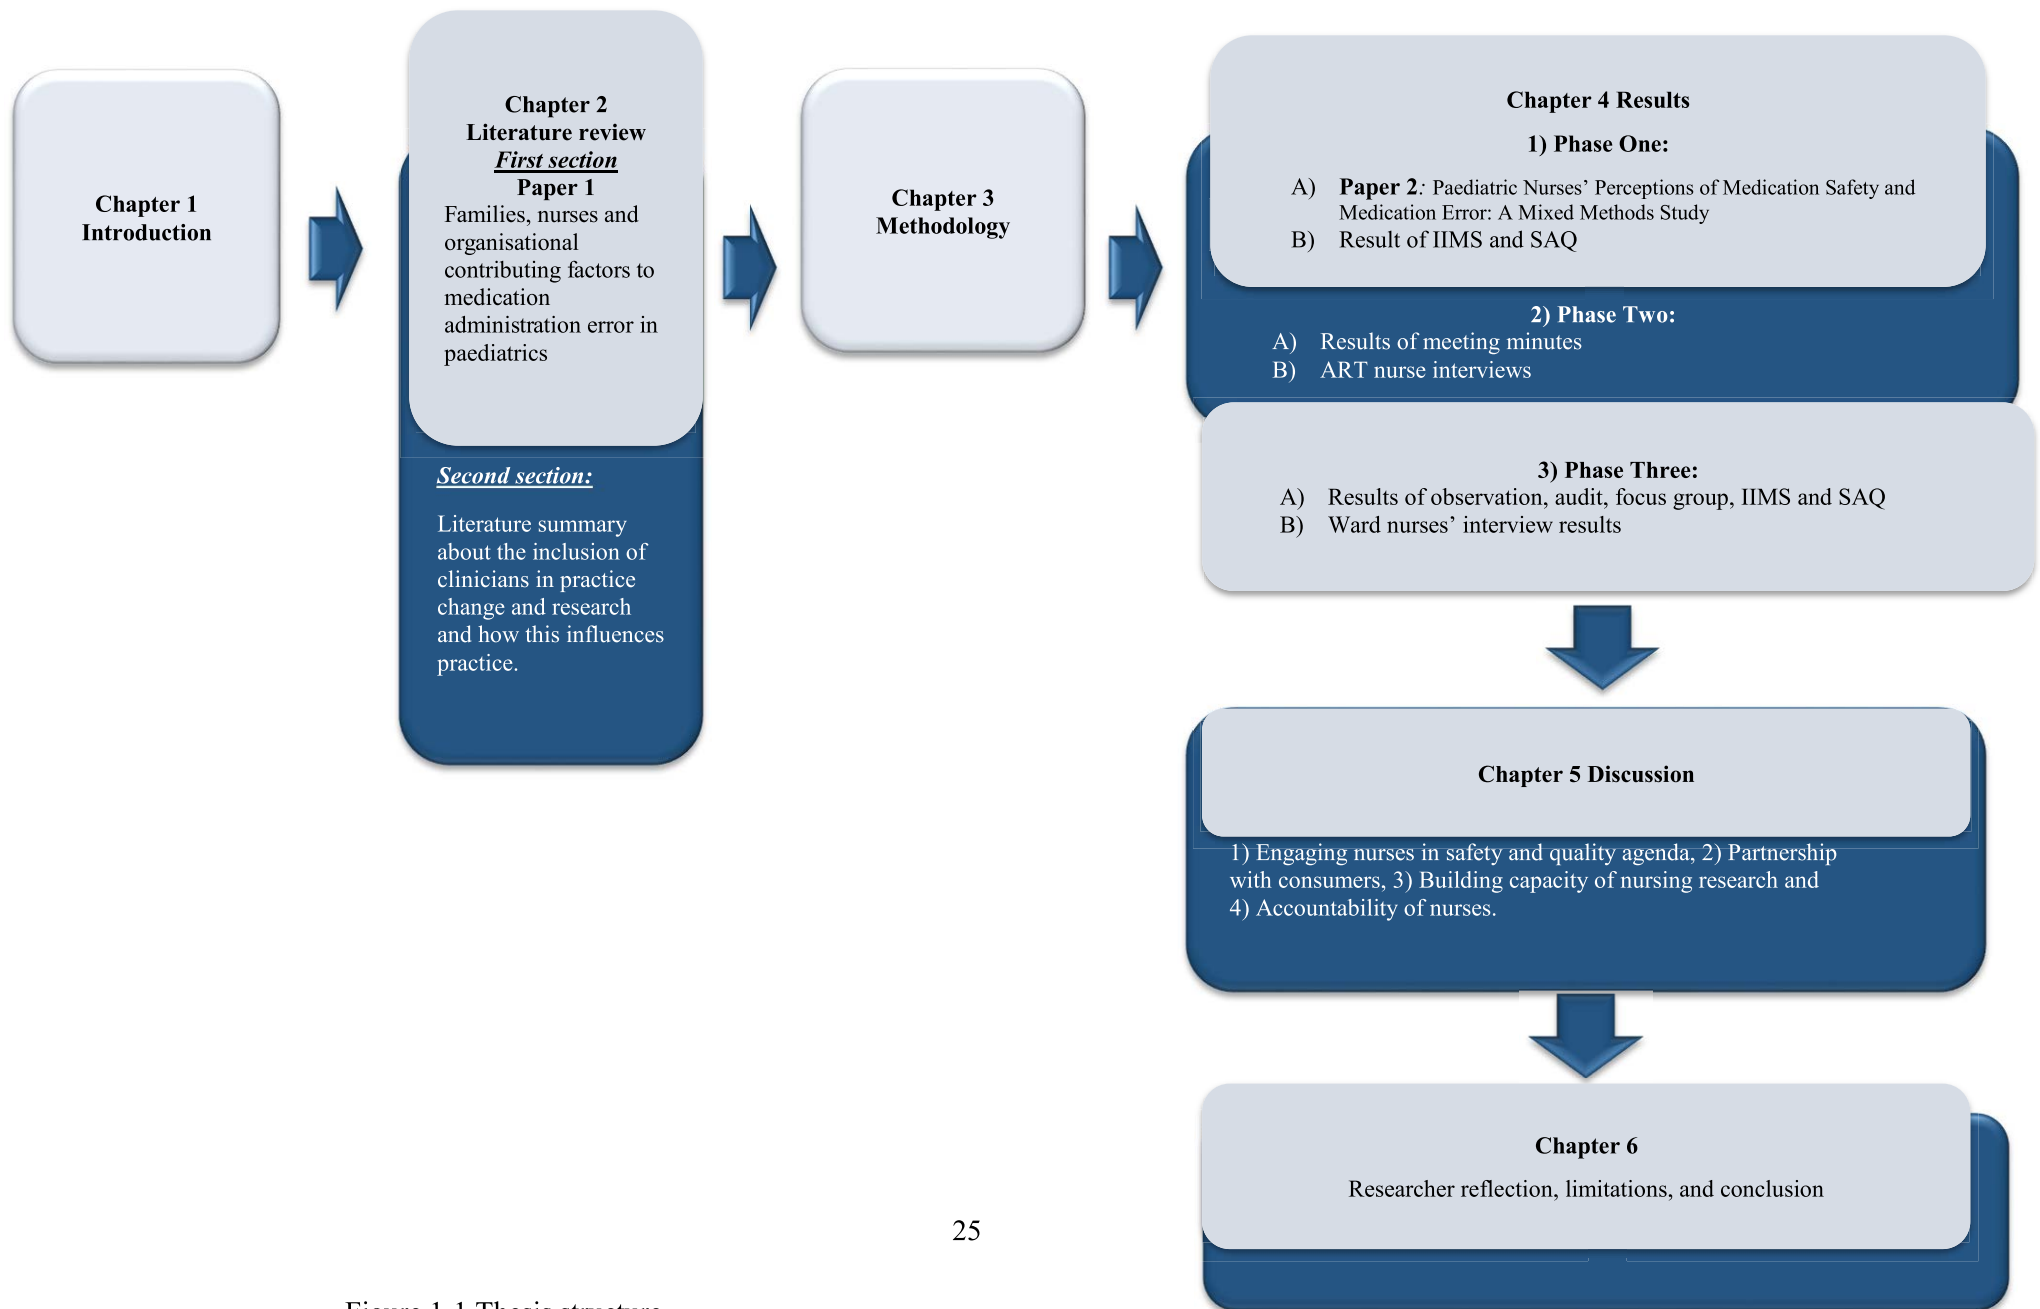 Chapter 1
Introduction
Chapter 2
Literature review
First section
Paper 1
Families, nurses and
organisational
contributing factors to
medication
administration error in
paediatrics
Second section:
Literature summary
about the inclusion of
clinicians in practice
change and research
and how this influences
practice.
Chapter 3
Methodology
Chapter 4 Results
1) Phase One:
A) Paper 2: Paediatric Nurses’ Perceptions of Medication Safety and
Medication Error: A Mixed Methods Study
B) Result of IIMS and SAQ
2) Phase Two:
A) Results of meeting minutes
B) ART nurse interviews
3) Phase Three:
A) Results of observation, audit, focus group, IIMS and SAQ
B) Ward nurses’ interview results
Chapter 5 Discussion
1) Engaging nurses in safety and quality agenda, 2) Partnership
with consumers, 3) Building capacity of nursing research and
4) Accountability of nurses.
Chapter 6
Researcher reflection, limitations, and conclusion
25
Figure 1-1 Thesis structure